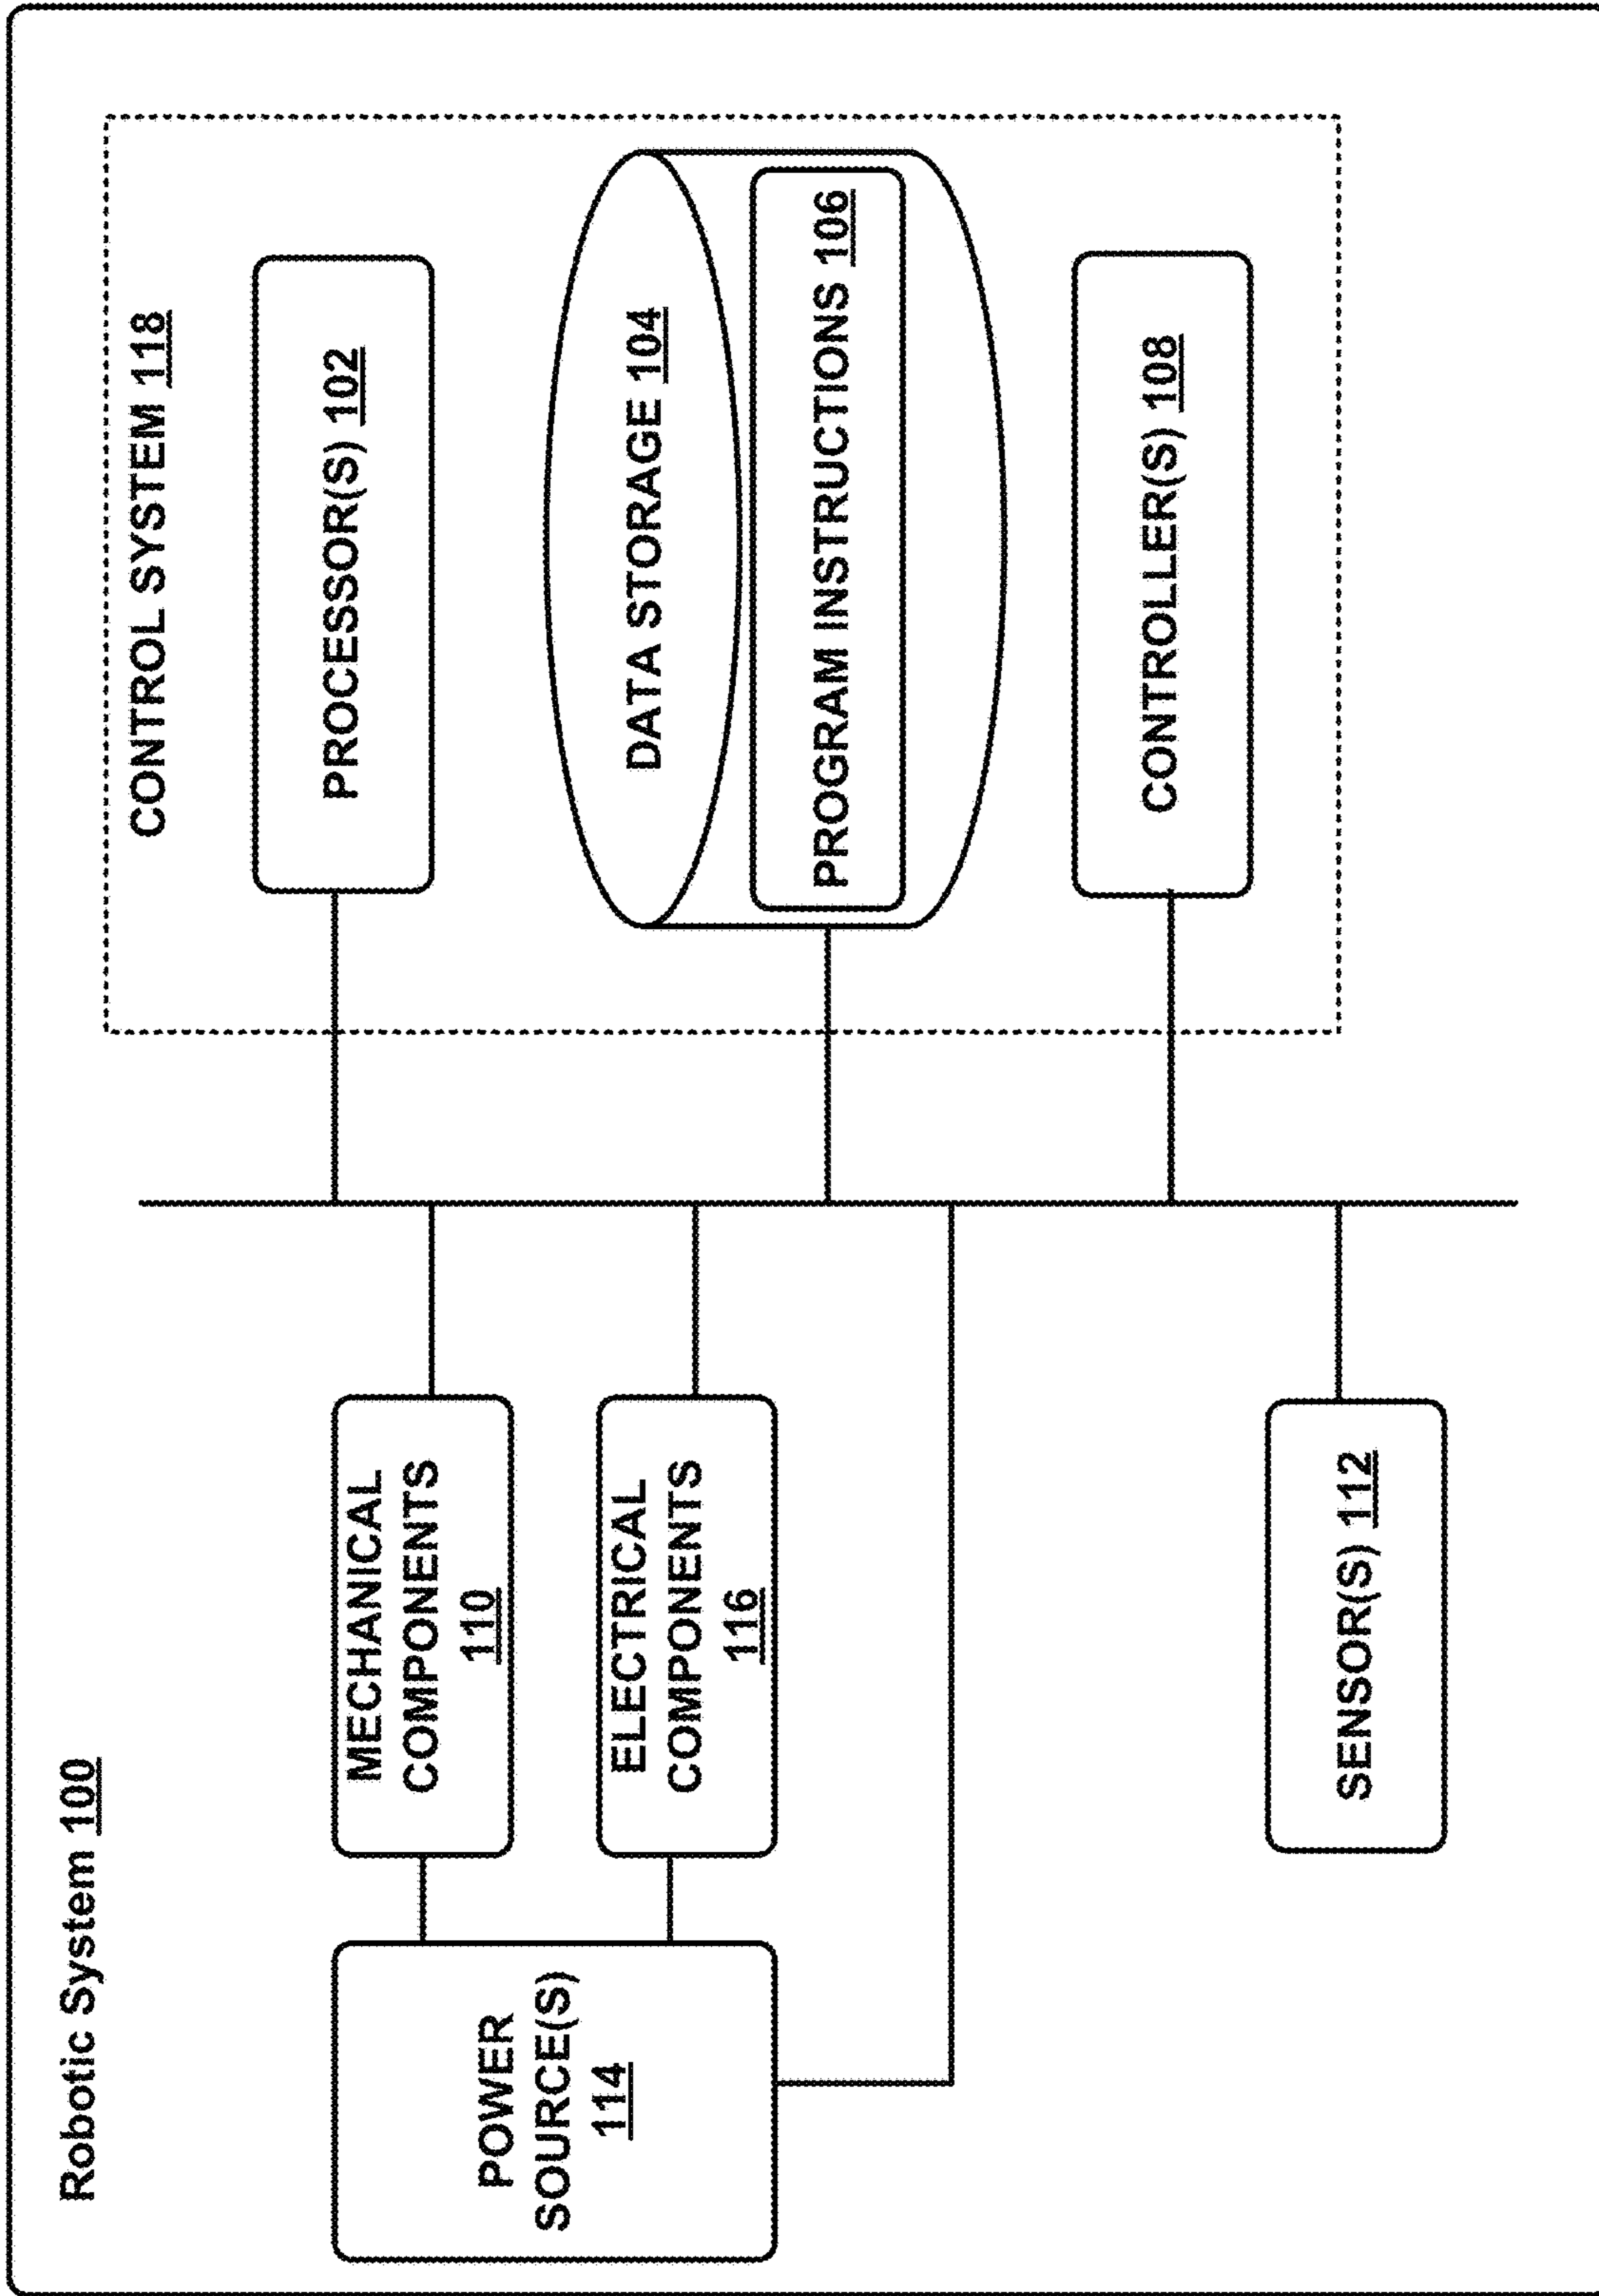 Robotic System 100
CONTROL SYSTEM 118
PROCESSOR(S) 102
DATA STORAGE 104
PROGRAM INSTRUCTIONS 106
CONTROLLER(S) 108
MECHANICAL
COMPONENTS
110
ELECTRICAL
COMPONENTS
116
POWER
SOURCE(S)
114
SENSOR(S) 112